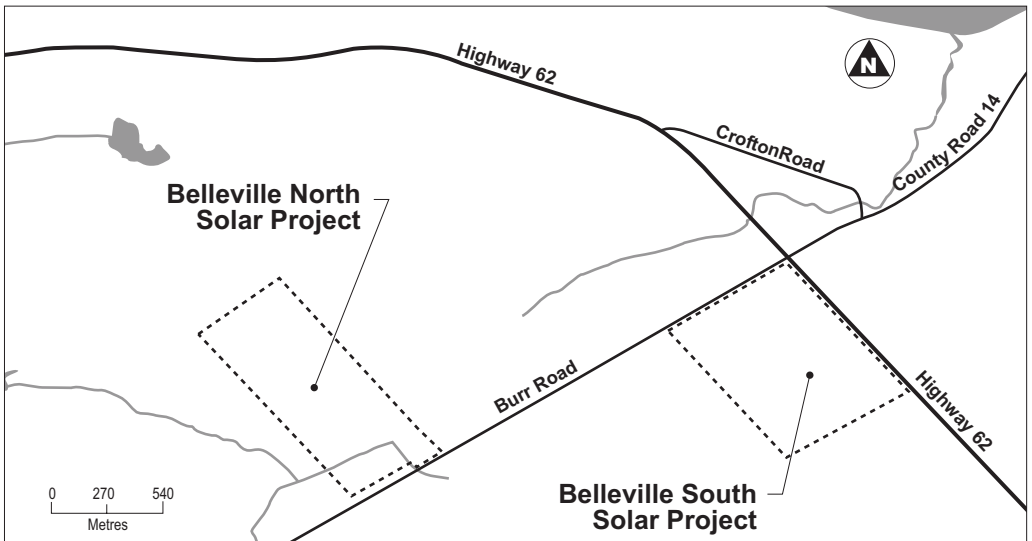 Highway 62
N
CroftonRoad
County Road 14
Belleville North
Solar Project
Burr Road
Highway 62
Belleville South
Solar Project
0 270 540
Metres